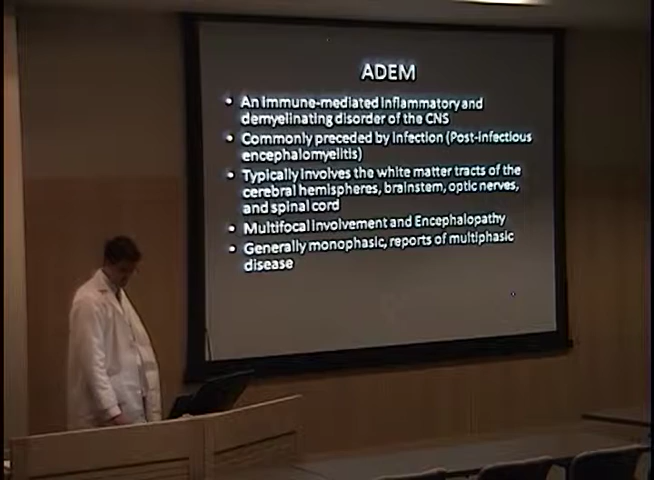 ADEM
• An immune-mediated inflammatory and
demyelinating disorder of the CNS
• Commonly preceded by infection (Post-infectious
encephalomyelitis)
• Typically involves the white matter tracts of the
cerebral hemispheres, brainstem, optic nerves,
and spinal cord
• Multifocal involvement and Encephalopathy
• Generally monophasic, reports of multiphasic
disease